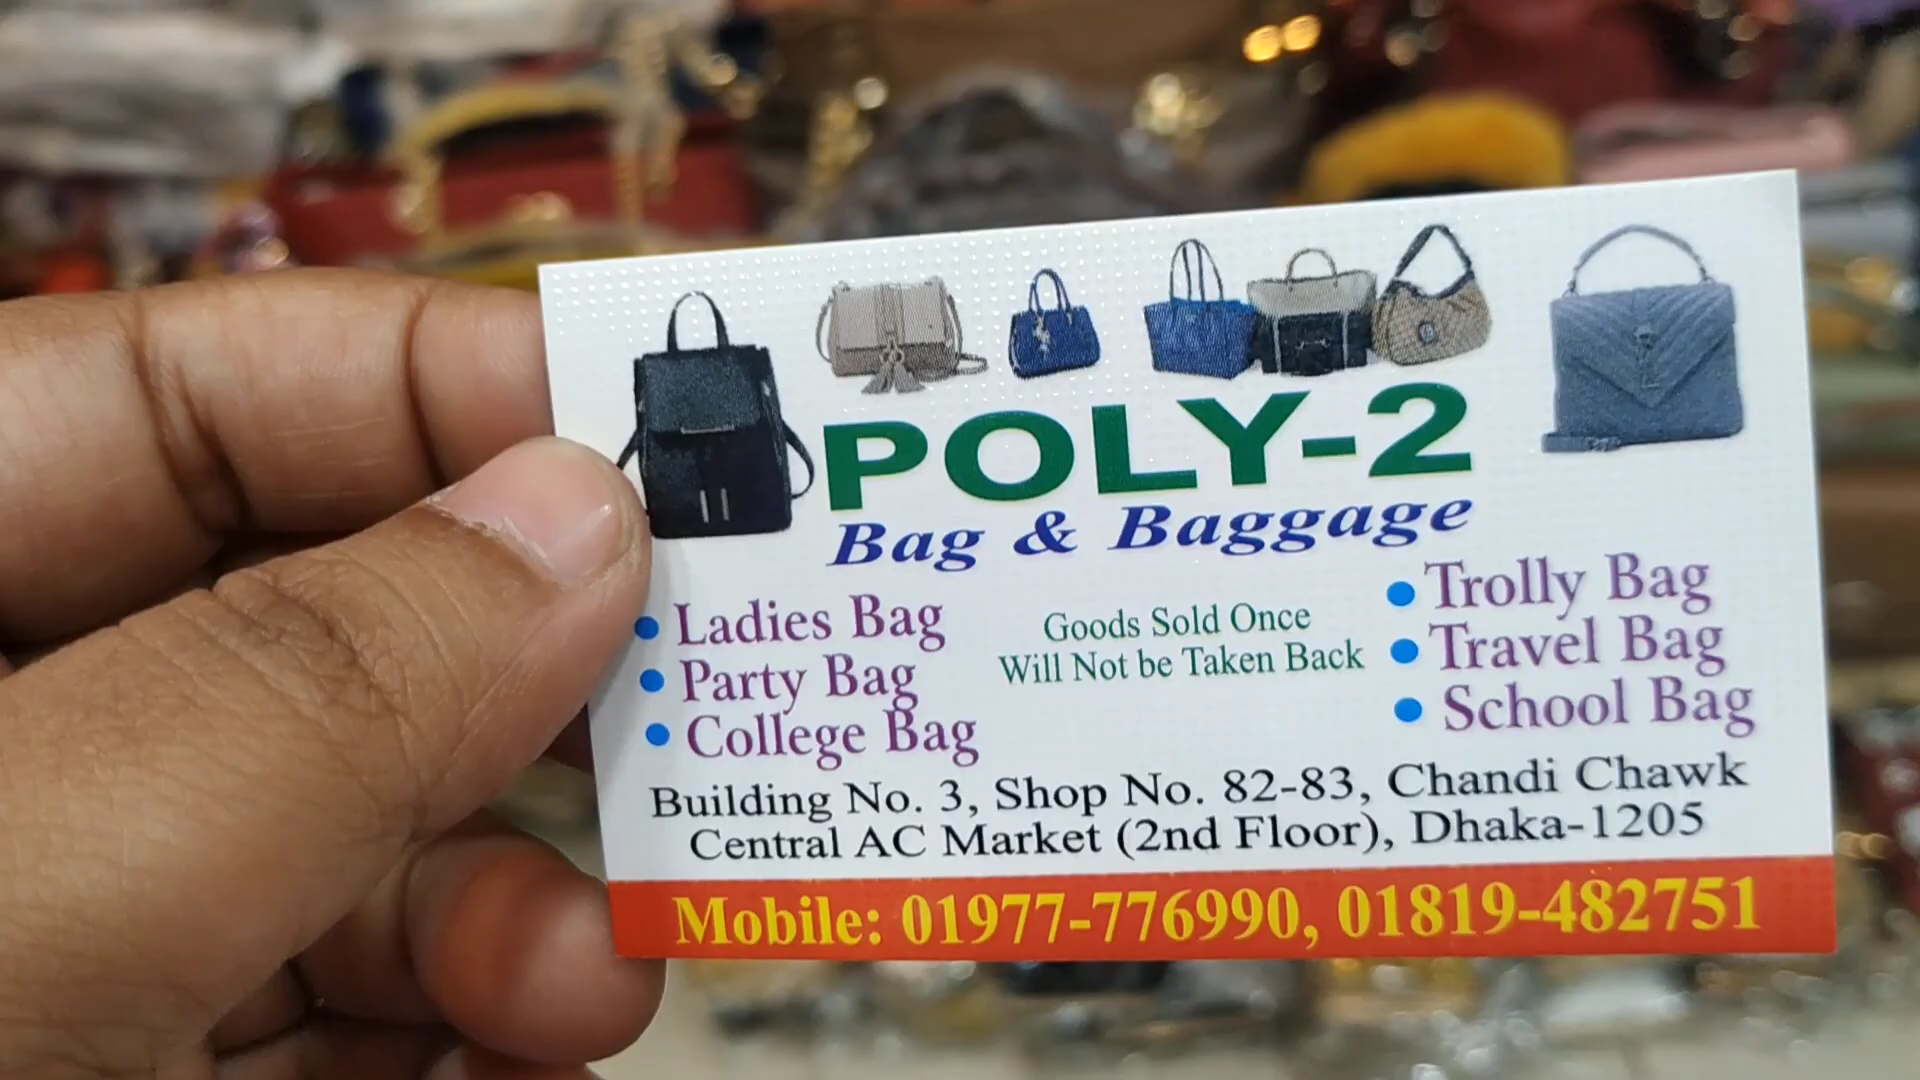 POLY-2
Bag & Baggage
• Ladies Bag
• Party Bag
• College Bag
Goods Sold Once
Will Not be Taken Back
• Trolly Bag
• Travel Bag
• School Bag
Building No. 3, Shop No. 82-83, Chandi Chawk
Central AC Market (2nd Floor), Dhaka-1205
Mobile: 01977-776990, 01819-482751